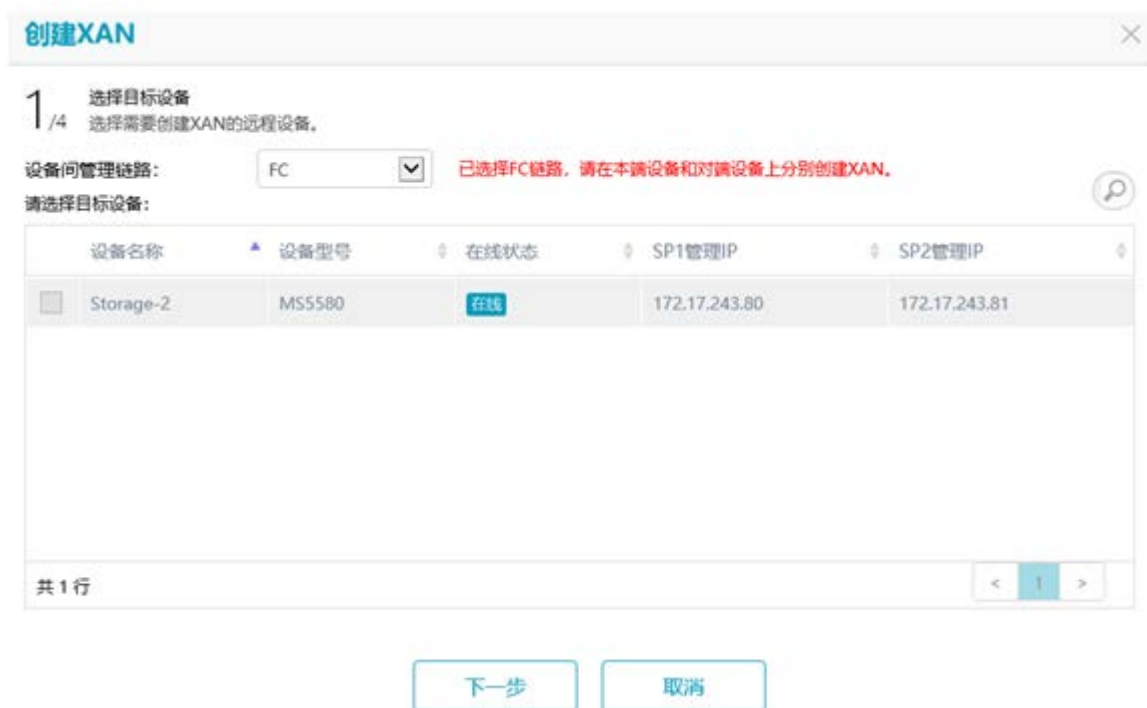 创建XAN
1/4 选择目标设备
选择需要创建XAN的远程设备。
设备间管理链路： FC 已选择FC链路，请在本端设备和对端设备上分别创建XAN。
请选择目标设备：
设备名称 设备型号 在线状态 SP1管理IP SP2管理IP
Storage-2 MS5580 在线 172.17.243.80 172.17.243.81
共 1 行 < 1 >
下一步 取消